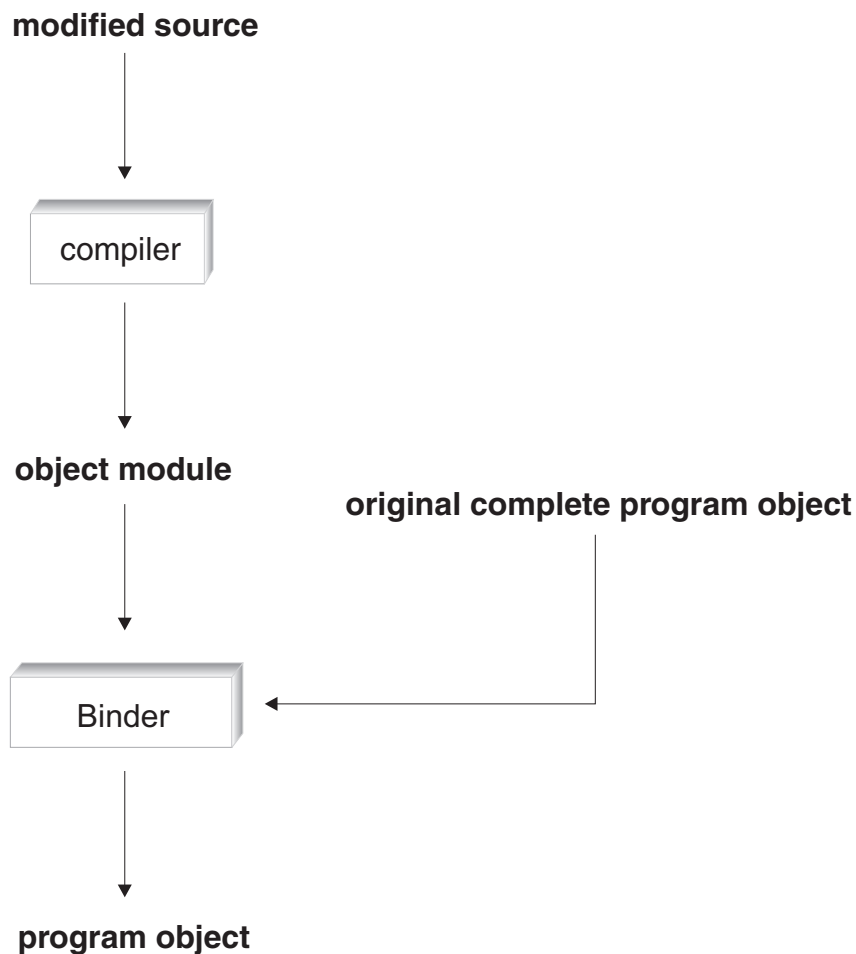 modified source
compiler
object module
original complete program object
Binder
program object